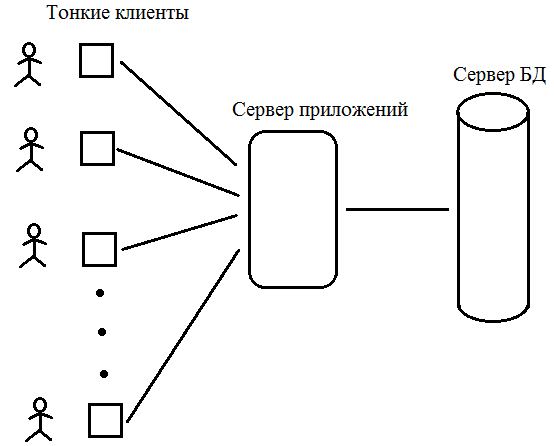 Тонкие клиенты
Сервер БД
Сервер приложений